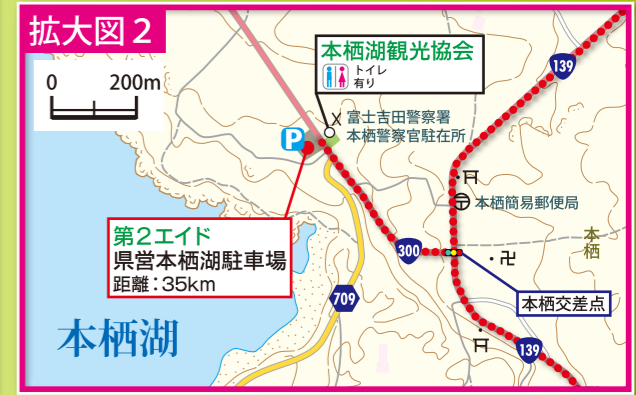 拡大図2
0 200m
本栖湖観光協会
トイレ
有り
139
富士吉田警察署
本栖警察官駐在所
P
本栖簡易郵便局
本栖
第2エイド
県営本栖湖駐車場
距離：35km
300
卍
709
本栖交差点
本栖湖
139